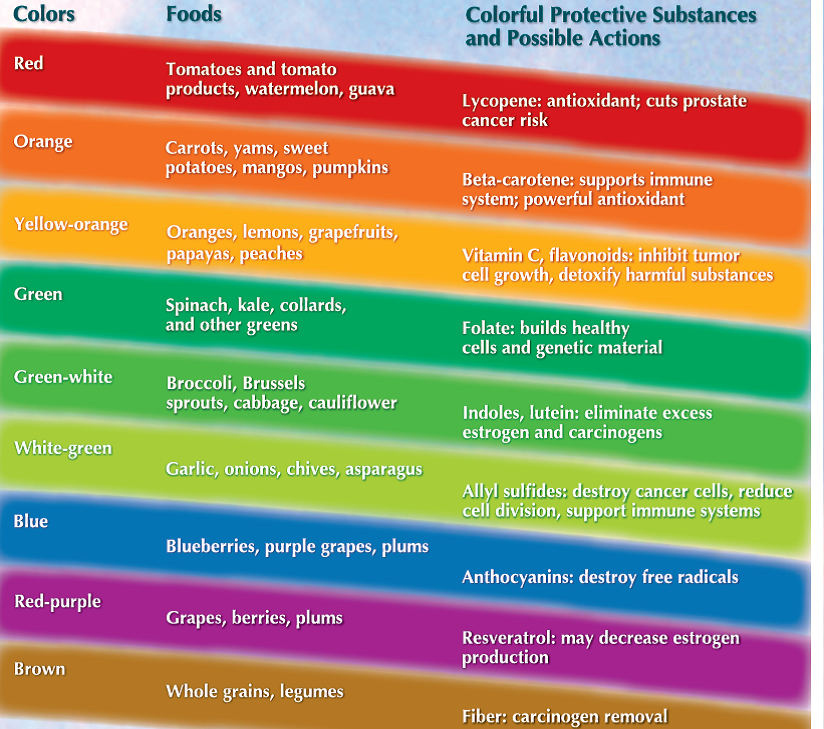 Colors
Foods
Colorful Protective Substances
and Possible Actions
Red
Tomatoes and tomato
products, watermelon, guava
Lycopene: antioxidant; cuts prostate
cancer risk
Orange
Carrots, yams, sweet
potatoes, mangos, pumpkins
Beta-carotene: supports immune
system; powerful antioxidant
Yellow-orange
Oranges, lemons, grapefruits,
papayas, peaches
Vitamin C, flavonoids: inhibit tumor
cell growth, detoxify harmful substances
Green
Spinach, kale, collards,
and other greens
Folate: builds healthy
cells and genetic material
Green-white
Broccoli, Brussels
sprouts, cabbage, cauliflower
Indoles, lutein: eliminate excess
estrogen and carcinogens
White-green
Garlic, onions, chives, asparagus
Allyl sulfides: destroy cancer cells, reduce
cell division, support immune systems
Blue
Blueberries, purple grapes, plums
Anthocyanins: destroy free radicals
Red-purple
Grapes, berries, plums
Resveratrol: may decrease estrogen
production
Brown
Whole grains, legumes
Fiber: carcinogen removal